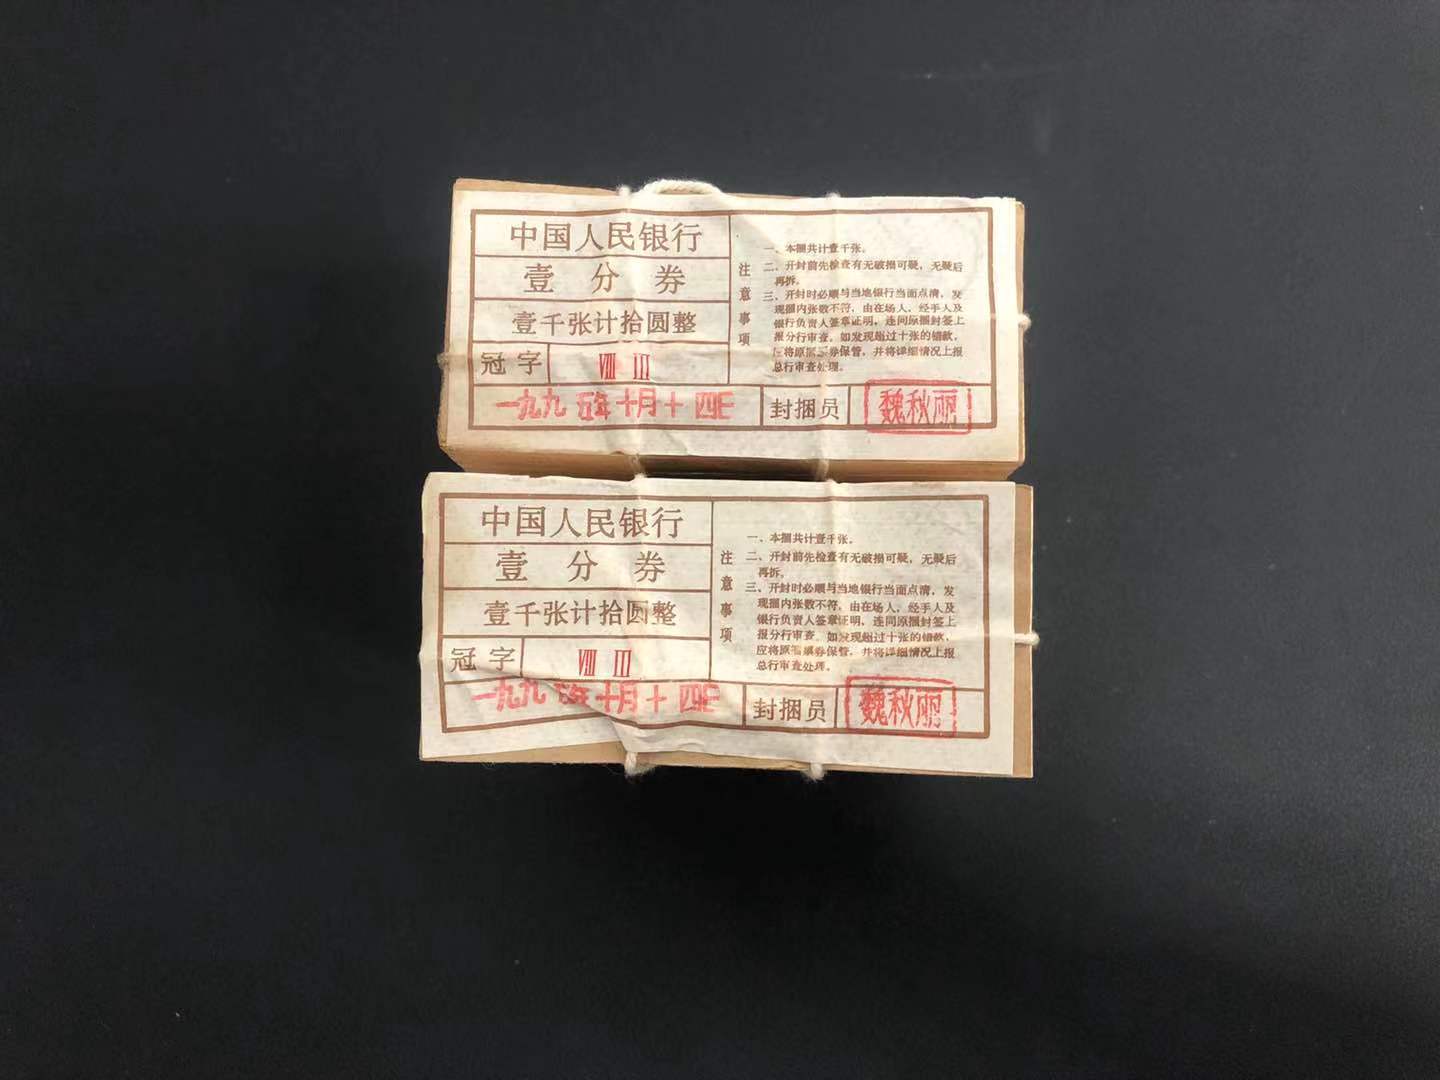 中国人民银行
壹分券
壹千张计拾圆整
冠字 Ⅷ Ⅲ
一九九五年十月十四日
注意事项
一、本捆共计壹千张。
二、开封前先检查有无破损可疑，无疑后
再拆。
三、开封时必顺与当地银行当面点清，发
现捆内张数不符，由在场人，经手人及
银行负责人签章证明，连同原捆封签上
报分行审查。如发现超过十张的错款，
应将原捆票券保管，并将详细情况上报
总行审查处理。
封捆员 魏秋丽
中国人民银行
壹分券
壹千张计拾圆整
冠字 Ⅷ Ⅲ
一九九五年十月十四日
注意事项
一、本捆共计壹千张。
二、开封前先检查有无破损可疑，无疑后
再拆。
三、开封时必顺与当地银行当面点清，发
现捆内张数不符，由在场人，经手人及
银行负责人签章证明，连同原捆封签上
报分行审查。如发现超过十张的错款，
应将原捆票券保管，并将详细情况上报
总行审查处理。
封捆员 魏秋丽